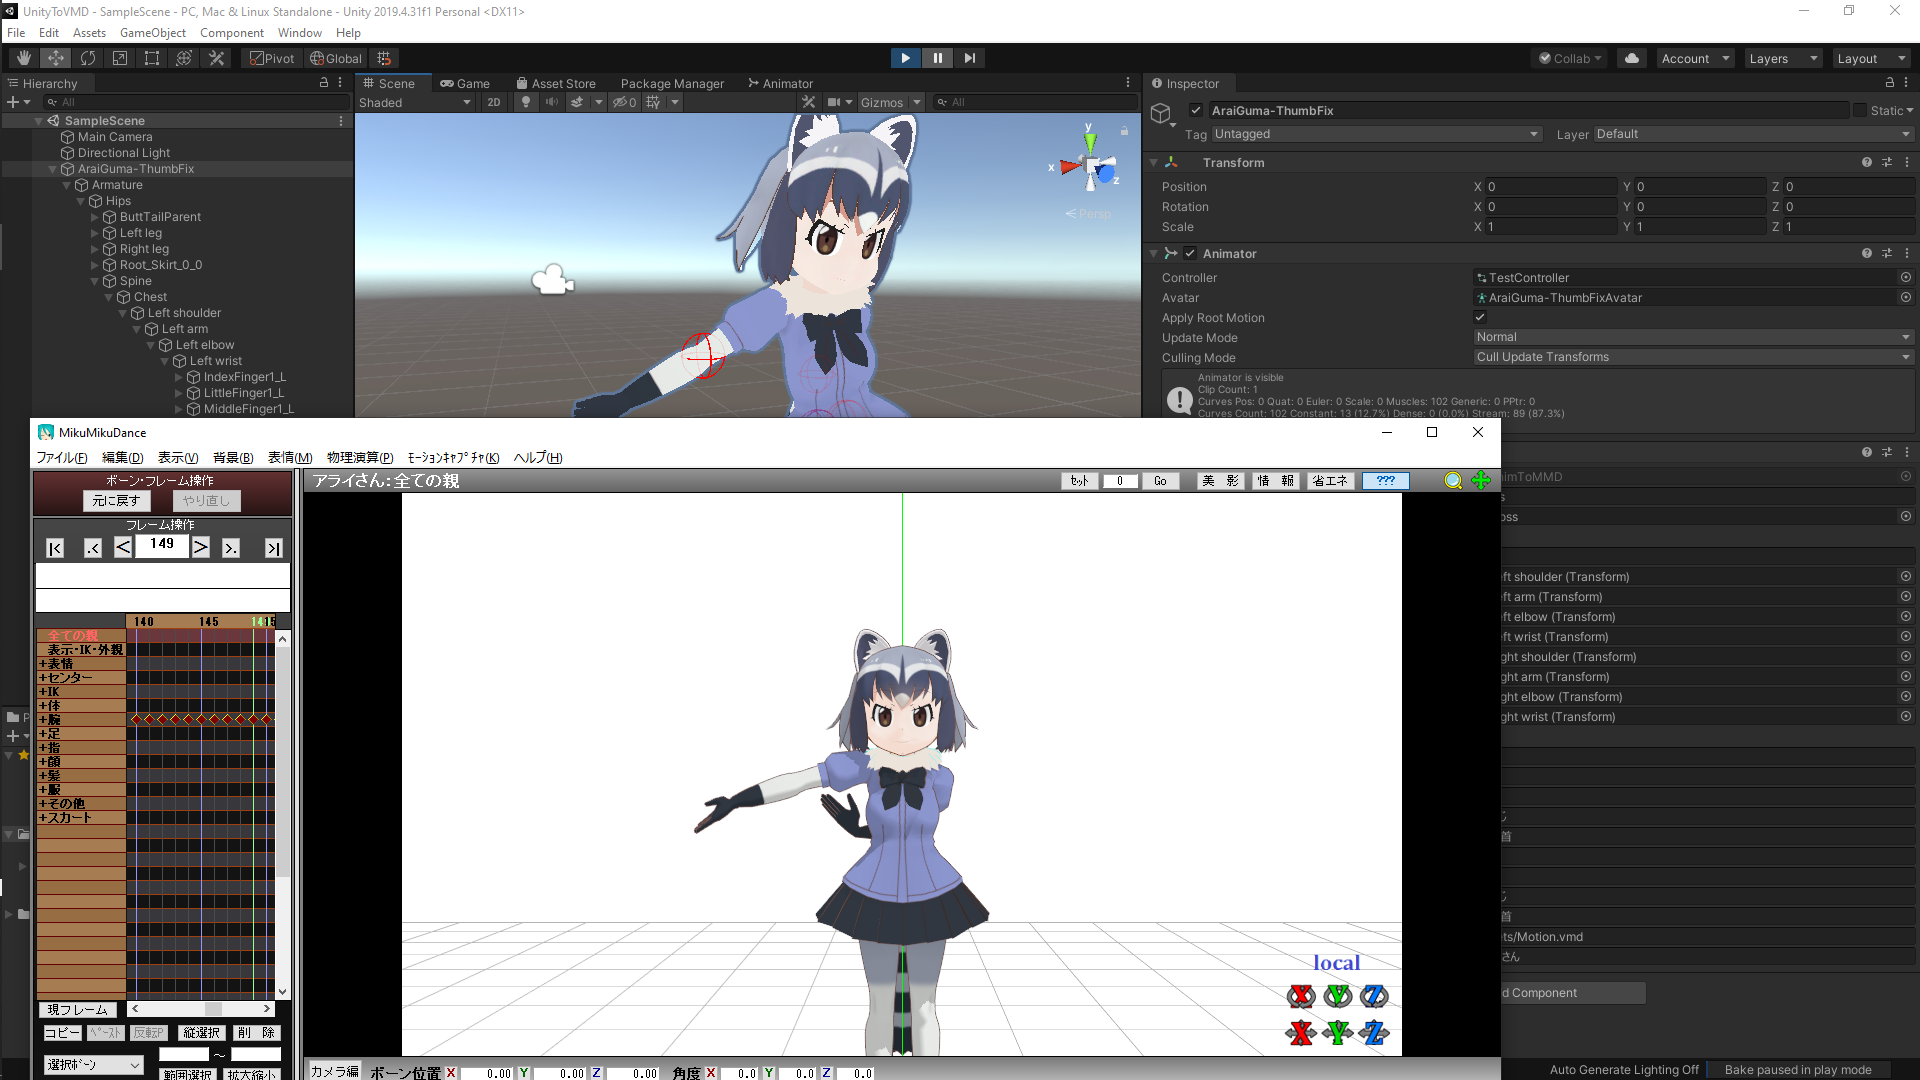 UnityToVMD - SampleScene - PC, Mac & Linux Standalone - Unity 2019.4.31f1 Personal <DX11>
File Edit Assets GameObject Component Window Help
Pivot Global Collab Account Layers Layout
Hierarchy
All
SampleScene
Main Camera
Directional Light
AraiGuma-ThumbFix
Armature
Hips
ButtTailParent
Left leg
Right leg
Root_Skirt_0_0
Spine
Chest
Left shoulder
Left arm
Left elbow
Left wrist
IndexFinger1_L
LittleFinger1_L
MiddleFinger1_L
Scene Game Asset Store Package Manager Animator
Shaded 2D 0 Gizmos All
y
x
z
Persp
Inspector
AraiGuma-ThumbFix Static
Tag Untagged Layer Default
Transform
Position X 0 Y 0 Z 0
Rotation X 0 Y 0 Z 0
Scale X 1 Y 1 Z 1
Animator
Controller TestController
Avatar AraiGuma-ThumbFixAvatar
Apply Root Motion
Update Mode Normal
Culling Mode Cull Update Transforms
Animator is visible
Clip Count: 1
Curves Pos: 0 Quat: 0 Euler: 0 Scale: 0 Muscles: 102 Generic: 0 PPtr: 0
Curves Count: 102 Constant: 13 (12.7%) Dense: 0 (0.0%) Stream: 89 (87.3%)
imToMMD
s
oss
ft shoulder (Transform)
ft arm (Transform)
ft elbow (Transform)
ft wrist (Transform)
ght shoulder (Transform)
ght arm (Transform)
ght elbow (Transform)
ght wrist (Transform)
じ
首
じ
首
ts/Motion.vmd
さん
d Component
Auto Generate Lighting Off Bake paused in play mode
P
MikuMikuDance
ファイル(F) 編集(D) 表示(V) 背景(B) 表情(M) 物理演算(P) ﾓｰｼｮﾝｷｬﾌﾟﾁｬ(K) ヘルプ(H)
ボーン・フレーム操作
元に戻す やり直し
フレーム操作
|< .< < 149 > >. >|
140 145 14 15
全ての親
表示・IK・外親
+表情
+センター
+IK
+体
+腕
+足
+指
+顔
+髪
+服
+その他
+スカート
現フレーム
コピー ﾍﾟｰｽﾄ 反転P 縦選択 削 除
選択ﾎﾞｰﾝ ～
範囲選択 拡大縮小
アライさん:全ての親 ｾｯﾄ 0 Go 美 影 情 報 省エネ ???
local
X Y Z
X Y Z
カメラ編 ボーン位置 X 0.00 Y 0.00 Z 0.00 角度 X 0.0 Y 0.0 Z 0.0